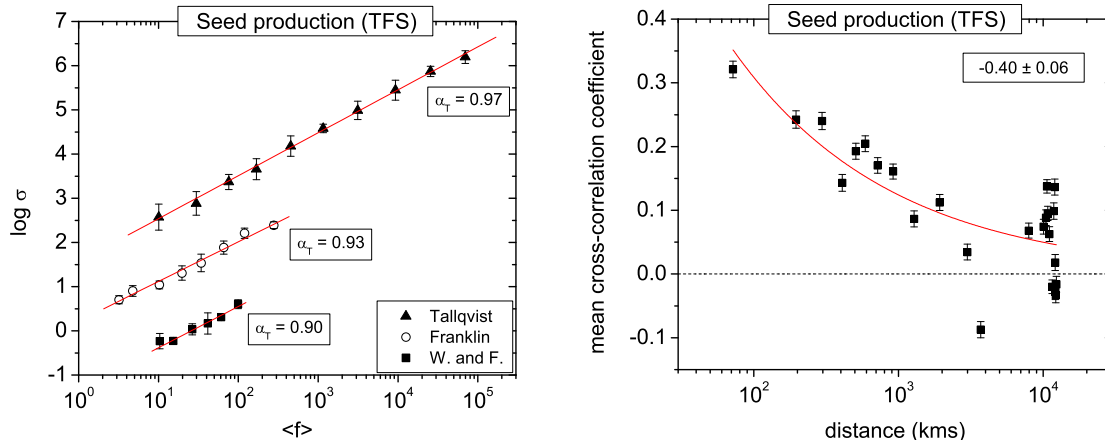 Seed production (TFS)
7
6
5
4
3
2
1
0
-1
log σ
α_T = 0.97
α_T = 0.93
α_T = 0.90
Tallqvist
Franklin
W. and F.
10^0 10^1 10^2 10^3 10^4 10^5
<f>
Seed production (TFS)
0.4
0.3
0.2
0.1
0.0
-0.1
mean cross-correlation coefficient
-0.40 ± 0.06
10^2 10^3 10^4
distance (kms)